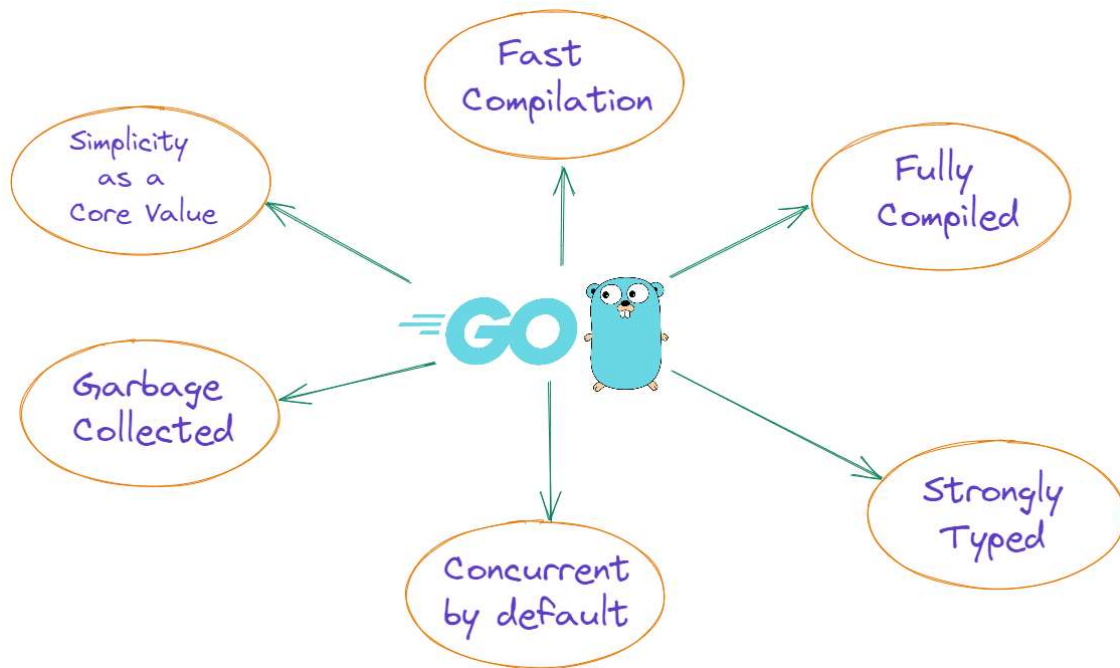 Fast
Compilation
Simplicity
as a
Core Value
Fully
Compiled
GO
Garbage
Collected
Strongly
Typed
Concurrent
by default